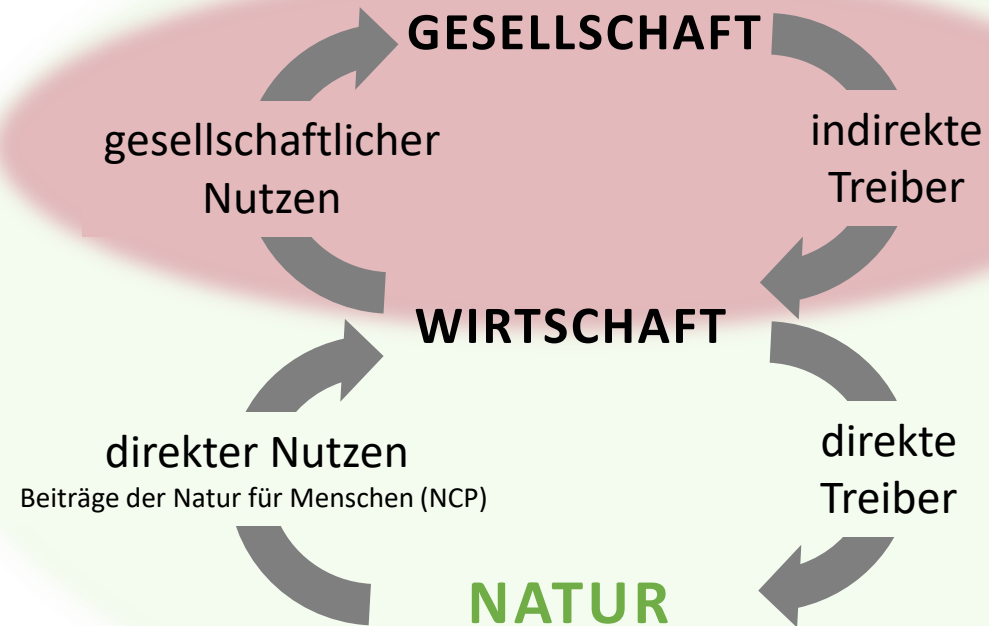 GESELLSCHAFT
gesellschaftlicher
Nutzen
indirekte
Treiber
WIRTSCHAFT
direkter Nutzen
Beiträge der Natur für Menschen (NCP)
direkte
Treiber
NATUR